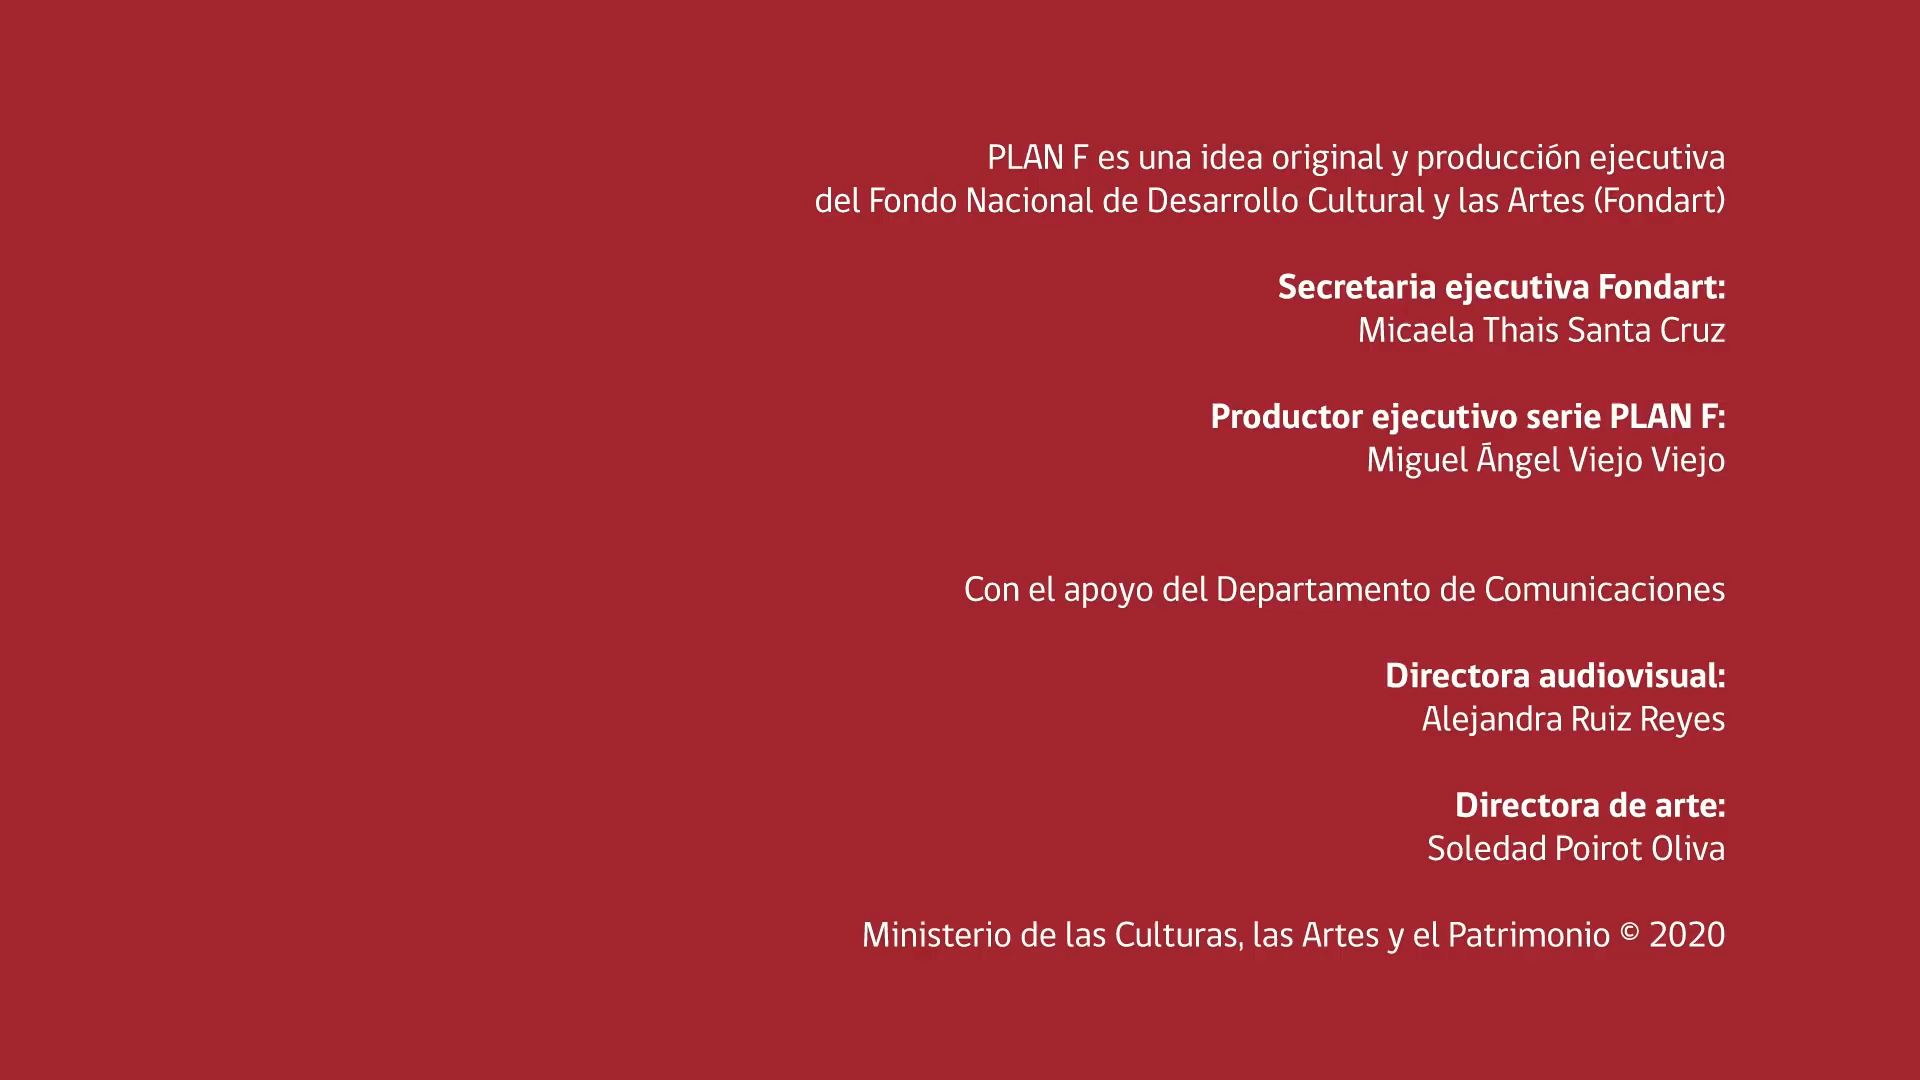 PLAN F es una idea original y producción ejecutiva
del Fondo Nacional de Desarrollo Cultural y las Artes (Fondart)
Secretaria ejecutiva Fondart:
Micaela Thais Santa Cruz
Productor ejecutivo serie PLAN F:
Miguel Ángel Viejo Viejo
Con el apoyo del Departamento de Comunicaciones
Directora audiovisual:
Alejandra Ruiz Reyes
Directora de arte:
Soledad Poirot Oliva
Ministerio de las Culturas, las Artes y el Patrimonio © 2020